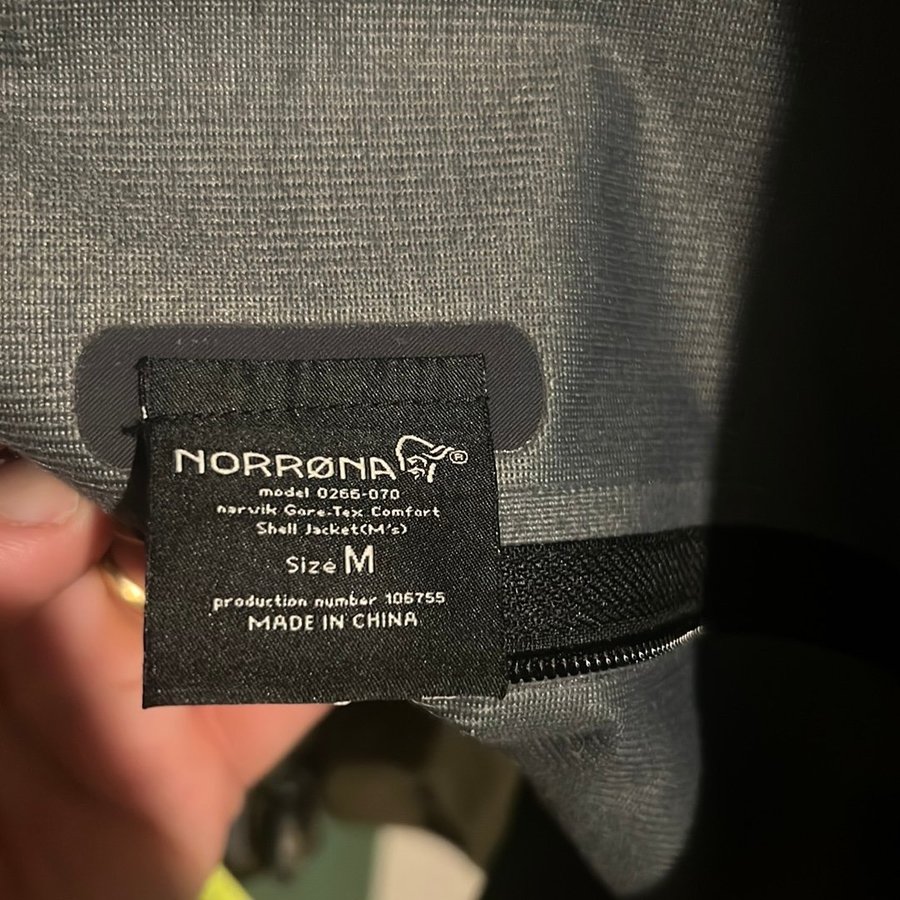 NORRØNA®
model 0265-070
narvik Gore-Tex Comfort
Shell Jacket(M's)
Size M
production number 106755
MADE IN CHINA